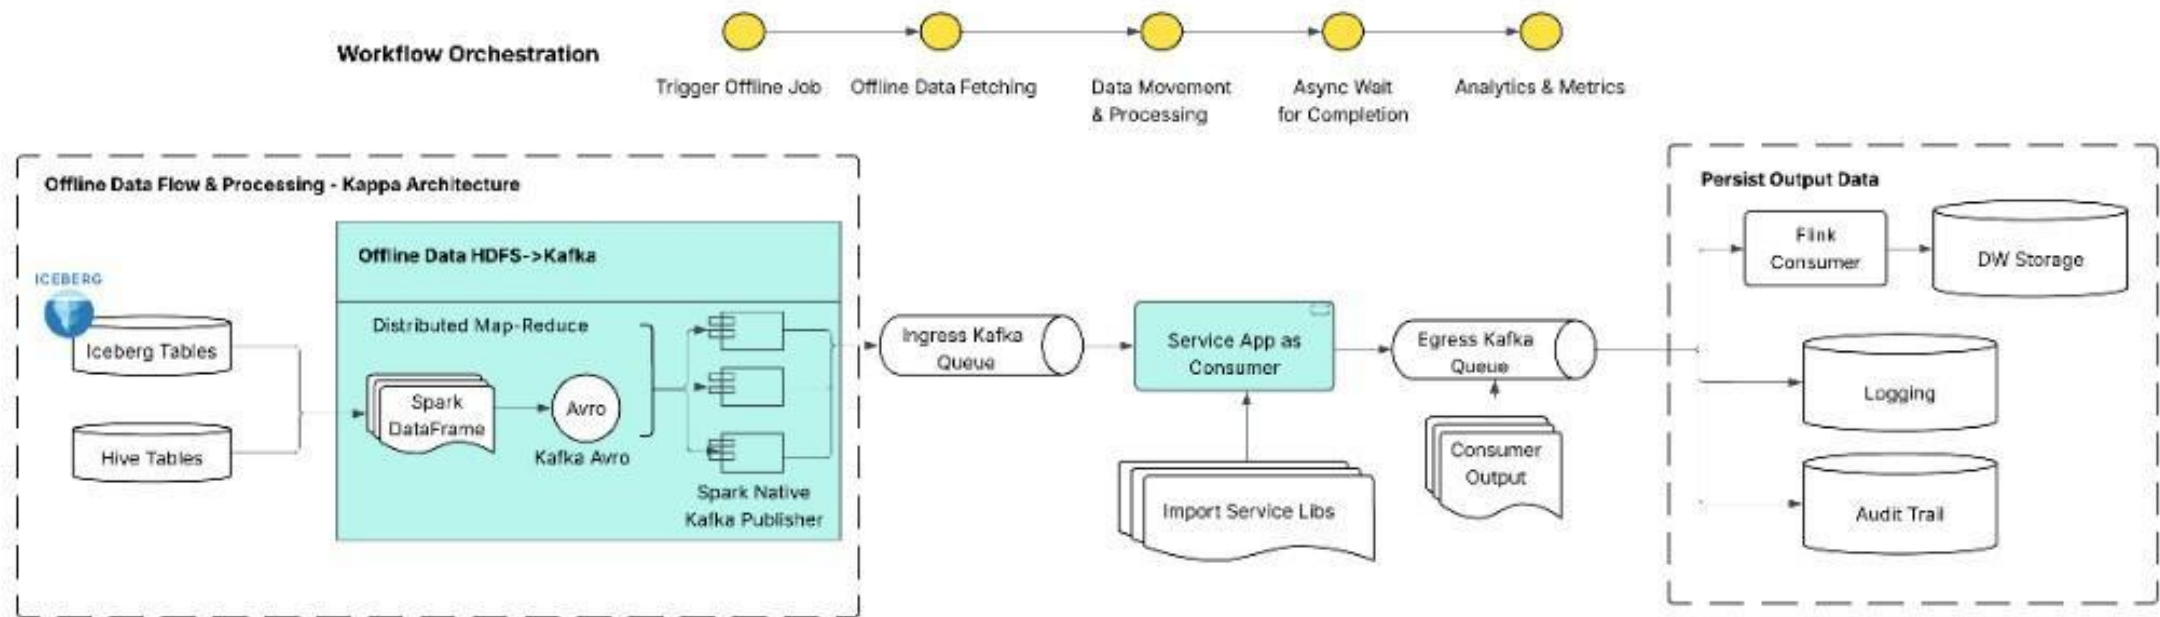 Workflow Orchestration
Trigger Offline Job
Offline Data Fetching
Data Movement
& Processing
Async Wait
for Completion
Analytics & Metrics
Offline Data Flow & Processing - Kappa Architecture
ICEBERG
Iceberg Tables
Hive Tables
Offline Data HDFS->Kafka
Distributed Map-Reduce
Spark
DataFrame
Avro
Kafka Avro
Spark Native
Kafka Publisher
Ingress Kafka
Queue
Service App as
Consumer
Import Service Libs
Egress Kafka
Queue
Consumer
Output
Persist Output Data
Flink
Consumer
DW Storage
Logging
Audit Trail